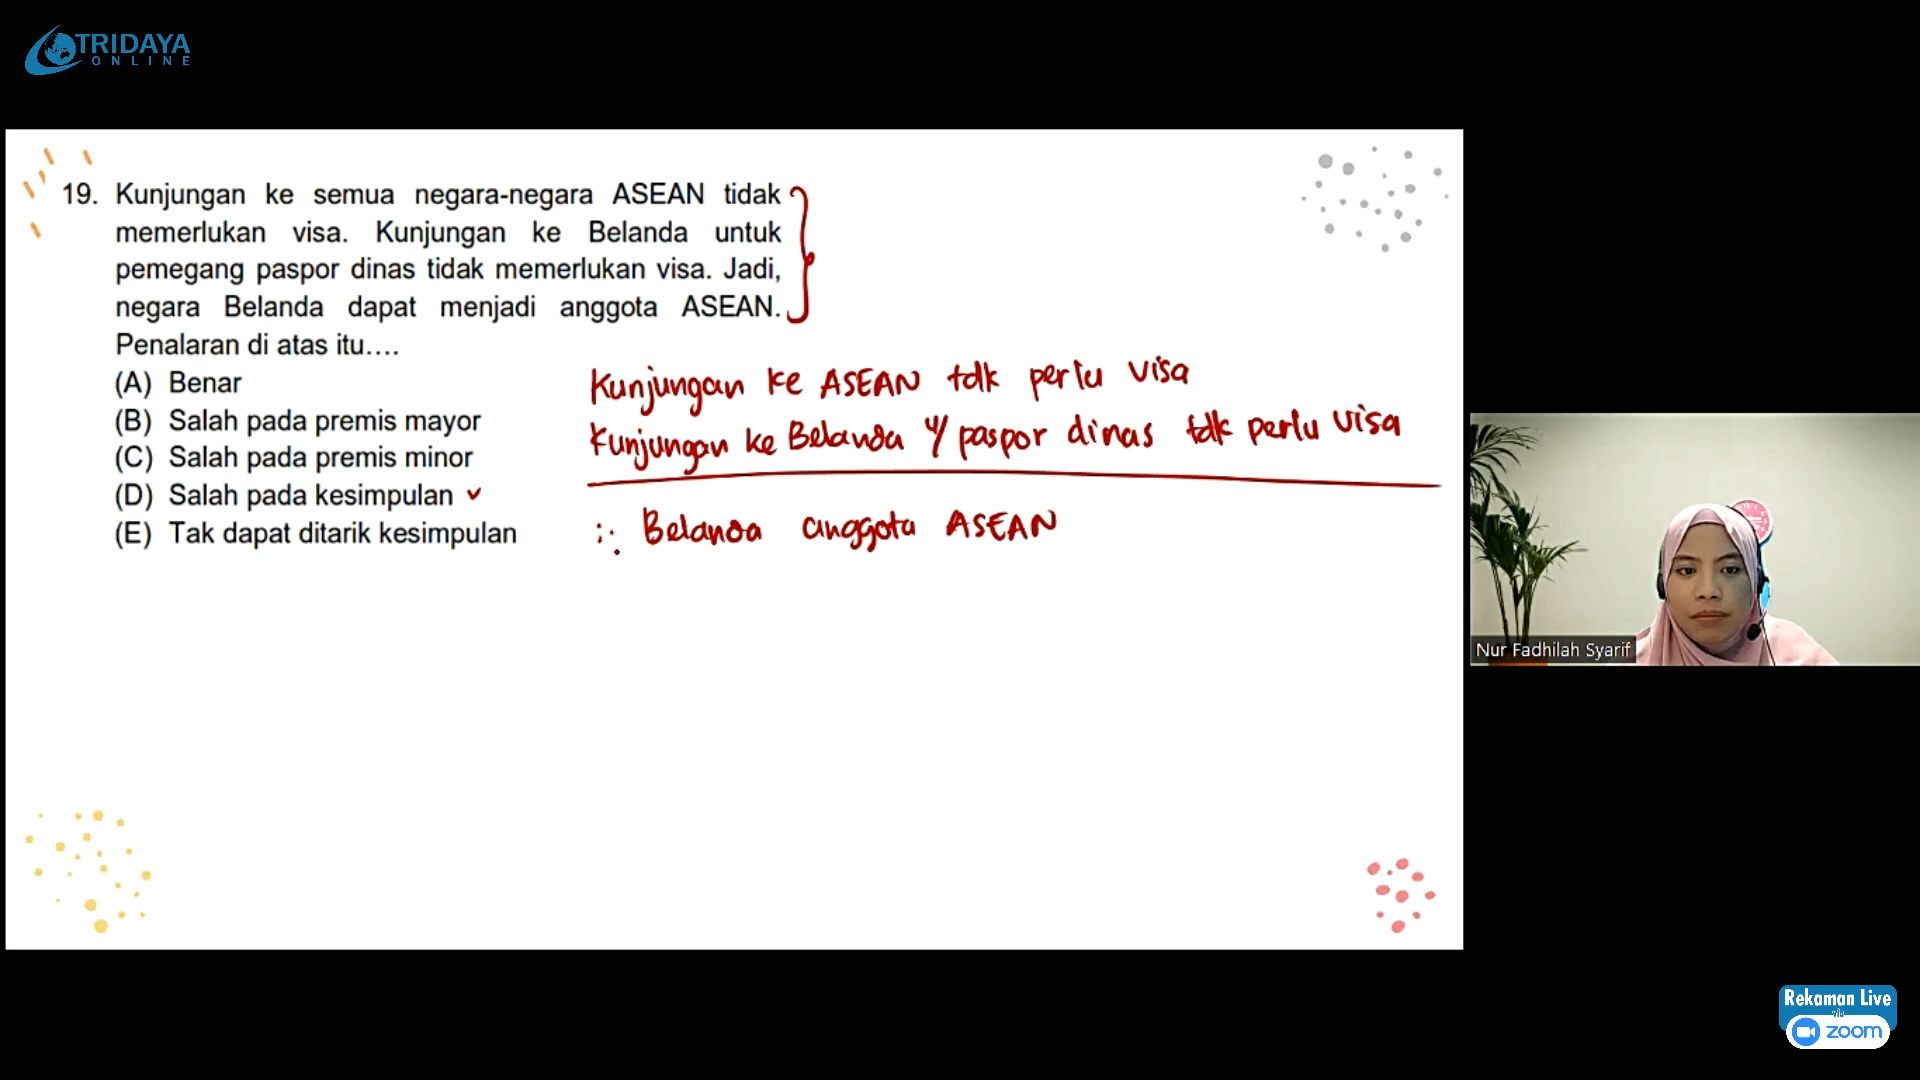 TRIDAYA
ONLINE
19. Kunjungan ke semua negara-negara ASEAN tidak
memerlukan visa. Kunjungan ke Belanda untuk
pemegang paspor dinas tidak memerlukan visa. Jadi,
negara Belanda dapat menjadi anggota ASEAN.
Penalaran di atas itu....
(A) Benar
(B) Salah pada premis mayor
(C) Salah pada premis minor
(D) Salah pada kesimpulan ✓
(E) Tak dapat ditarik kesimpulan
Kunjungan ke ASEAN tdk perlu visa
Kunjungan ke Belanda u/ paspor dinas tdk perlu visa
∴ Belanda anggota ASEAN
Nur Fadhilah Syarif
Rekaman Live
via
zoom